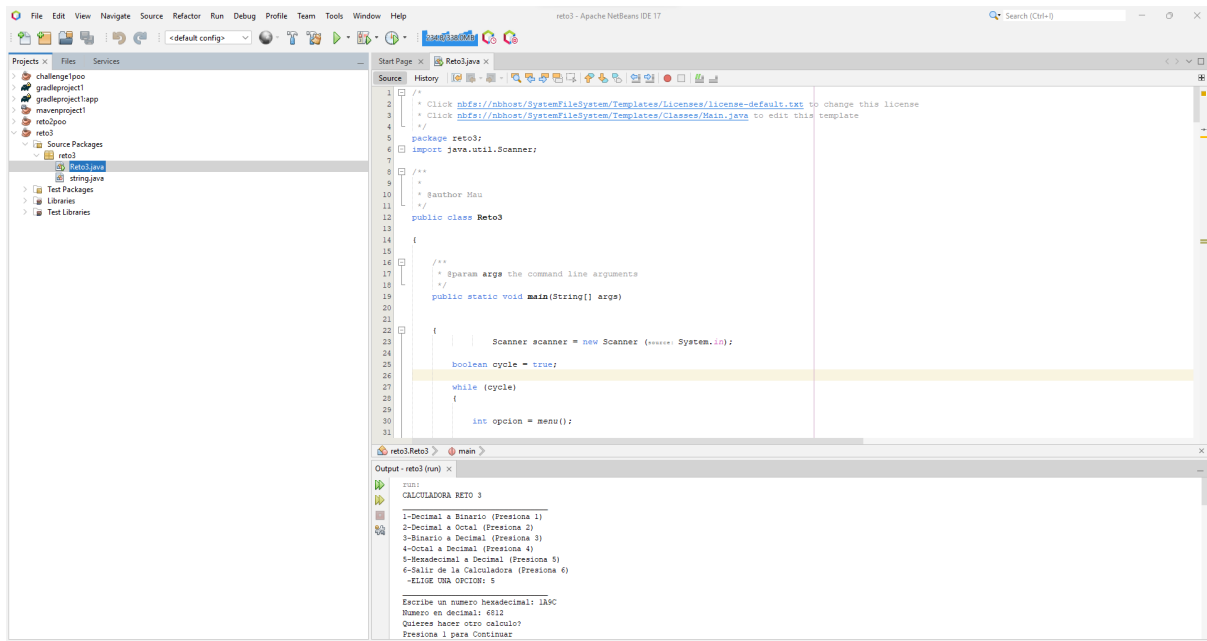 File Edit View Navigate Source Refactor Run Debug Profile Team Tools Window Help
reto3 - Apache NetBeans IDE 17
Search (Ctrl+I)
<default config>
Projects Files Services
challenge1poo
gradleproject1
gradleproject1:app
mavenproject1
reto2poo
reto3
Source Packages
reto3
Reto3.java
string.java
Test Packages
Libraries
Test Libraries
Start Page Reto3.java
Source History
1 /*
2 * Click nbfs://nbhost/SystemFileSystem/Templates/Licenses/license-default.txt to change this license
3 * Click nbfs://nbhost/SystemFileSystem/Templates/Classes/Main.java to edit this template
4 */
5 package reto3;
6 import java.util.Scanner;
7
8 /**
9 *
10 * @author Mau
11 */
12 public class Reto3
13
14 {
15
16 /**
17 * @param args the command line arguments
18 */
19 public static void main(String[] args)
20
21
22 {
23 Scanner scanner = new Scanner (source: System.in);
24
25 boolean cycle = true;
26
27 while (cycle)
28 {
29
30 int opcion = menu();
31
reto3.Reto3 main
Output - reto3 (run)
run:
CALCULADORA RETO 3
1-Decimal a Binario (Presiona 1)
2-Decimal a Octal (Presiona 2)
3-Binario a Decimal (Presiona 3)
4-Octal a Decimal (Presiona 4)
5-Hexadecimal a Decimal (Presiona 5)
6-Salir de la Calculadora (Presiona 6)
-ELIGE UNA OPCION: 5
Escribe un numero hexadecimal: 1A9C
Numero en decimal: 6812
Quieres hacer otro calculo?
Presiona 1 para Continuar